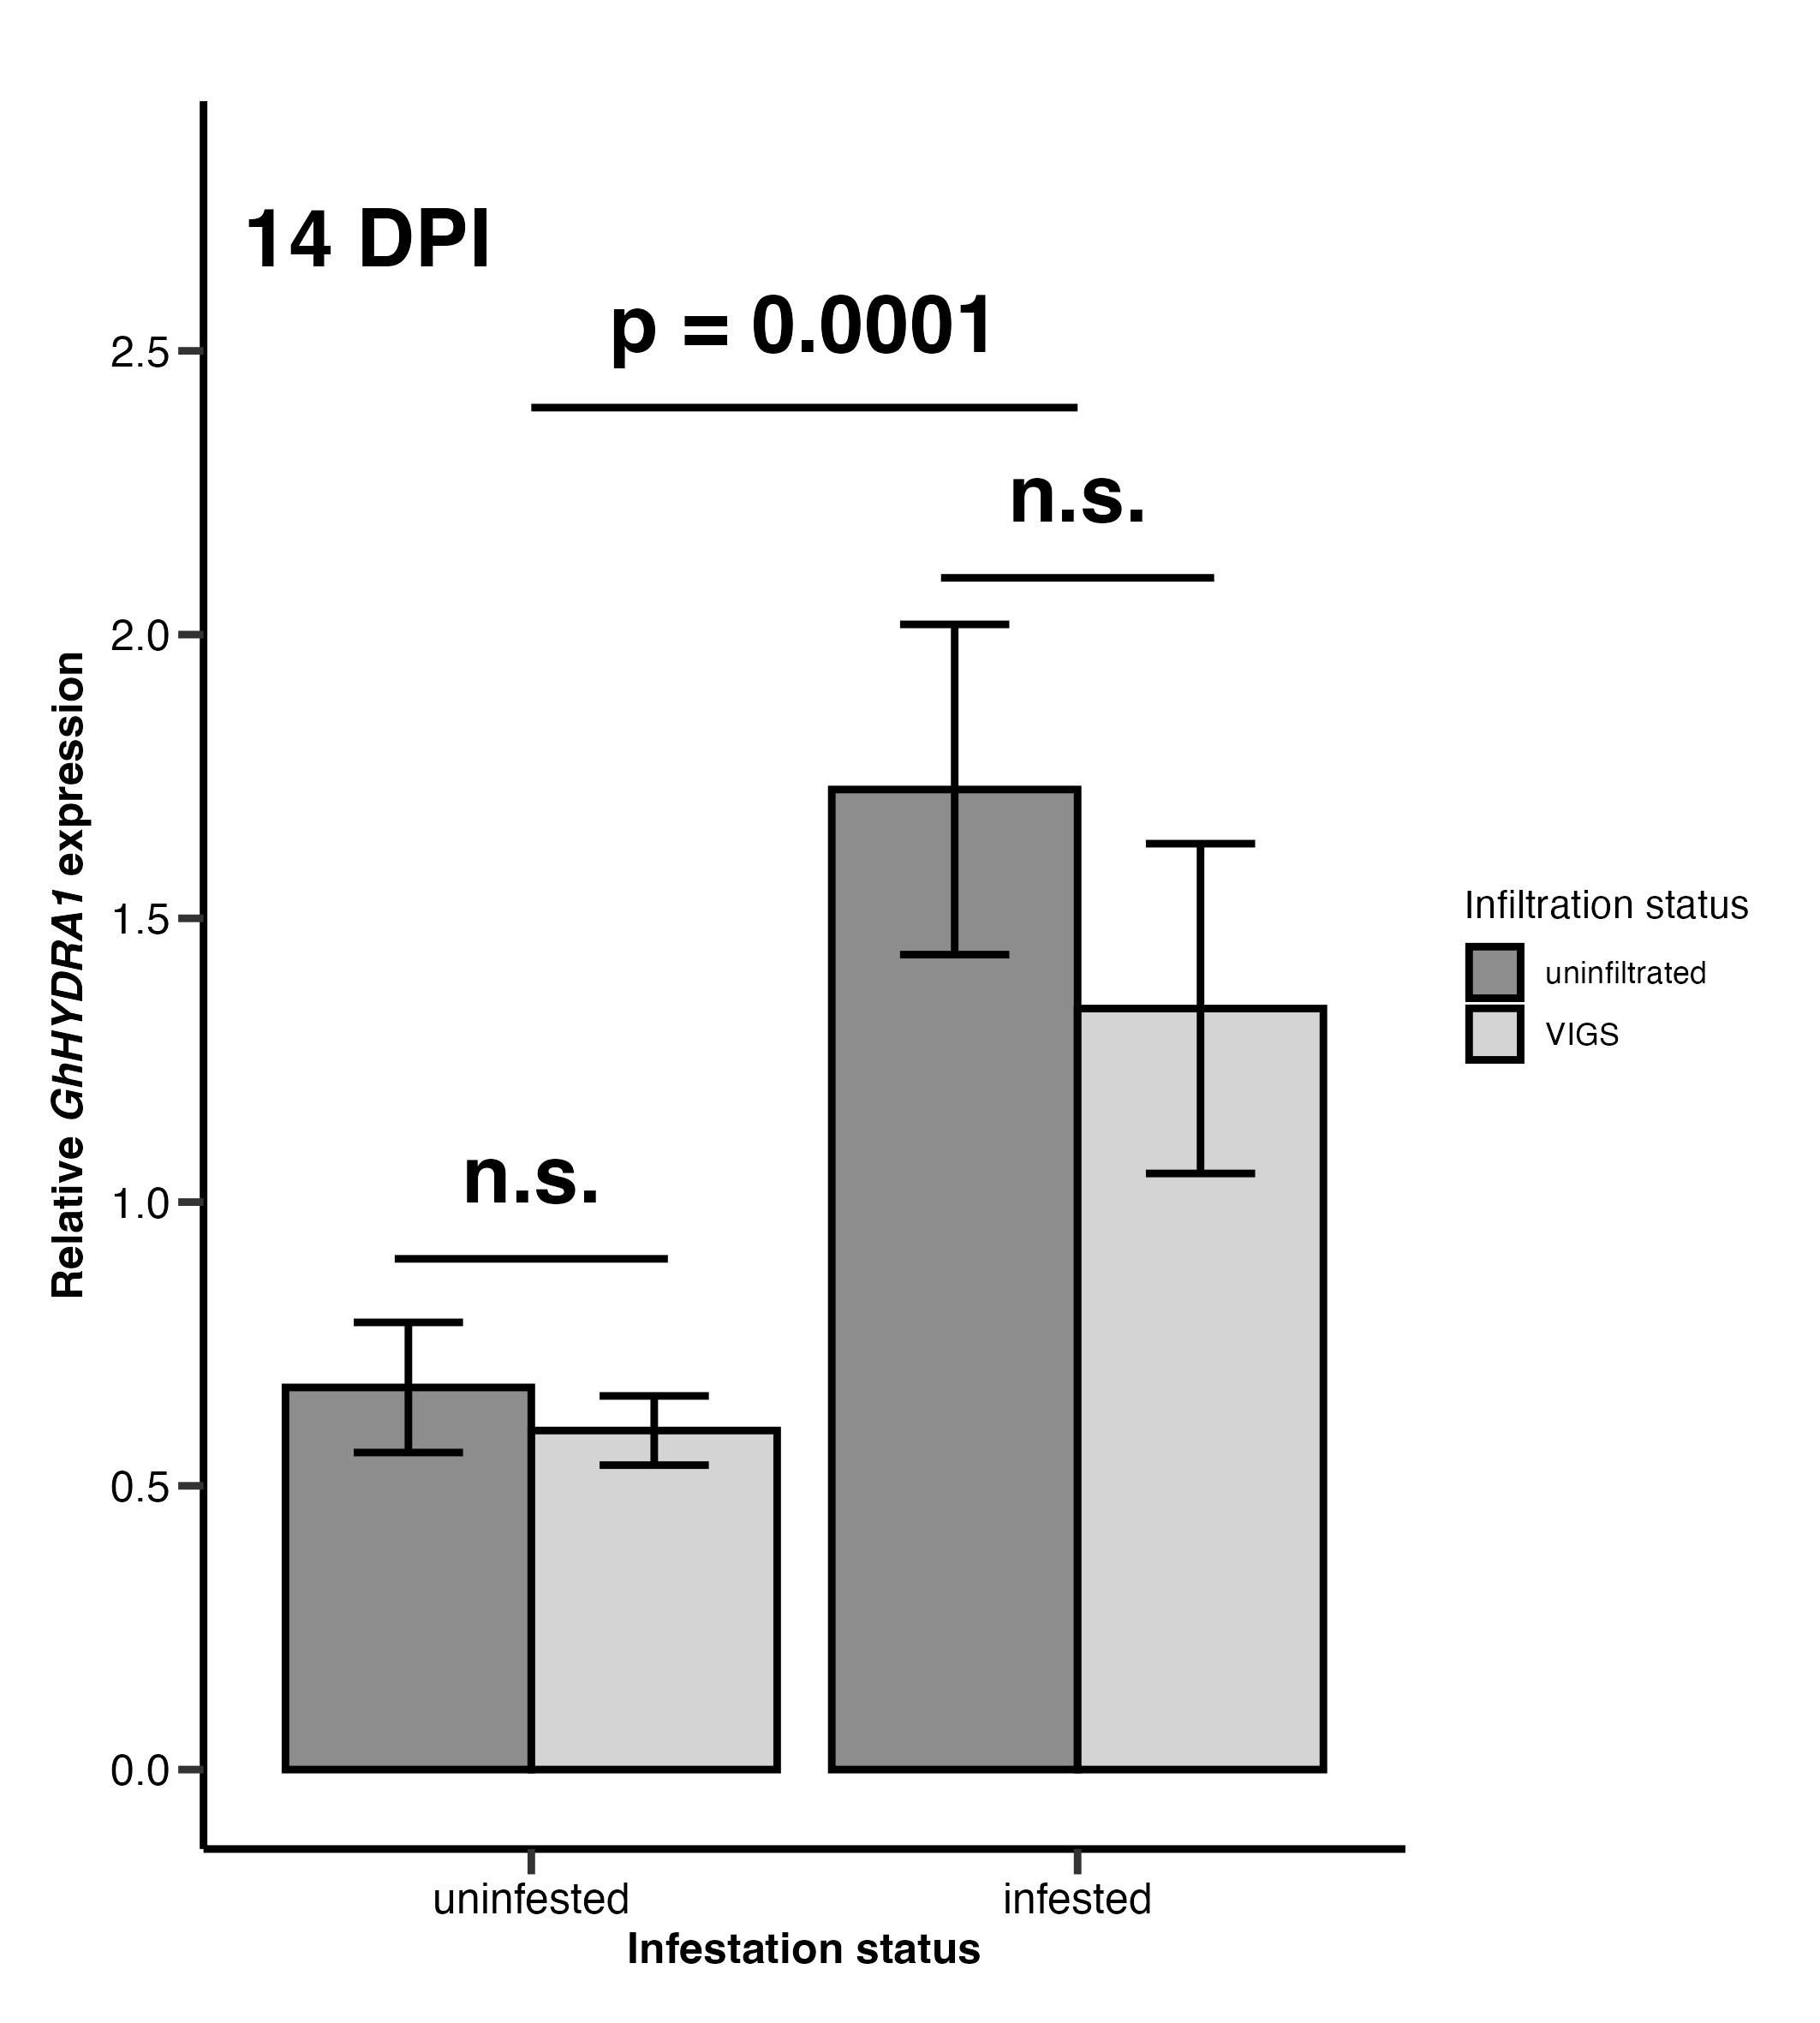 14 DPI
p = 0.0001
n.s.
n.s.
2.5
2.0
1.5
1.0
0.5
0.0
Relative GhHYDRA1 expression
uninfested
infested
Infestation status
Infiltration status
uninfiltrated
VIGS